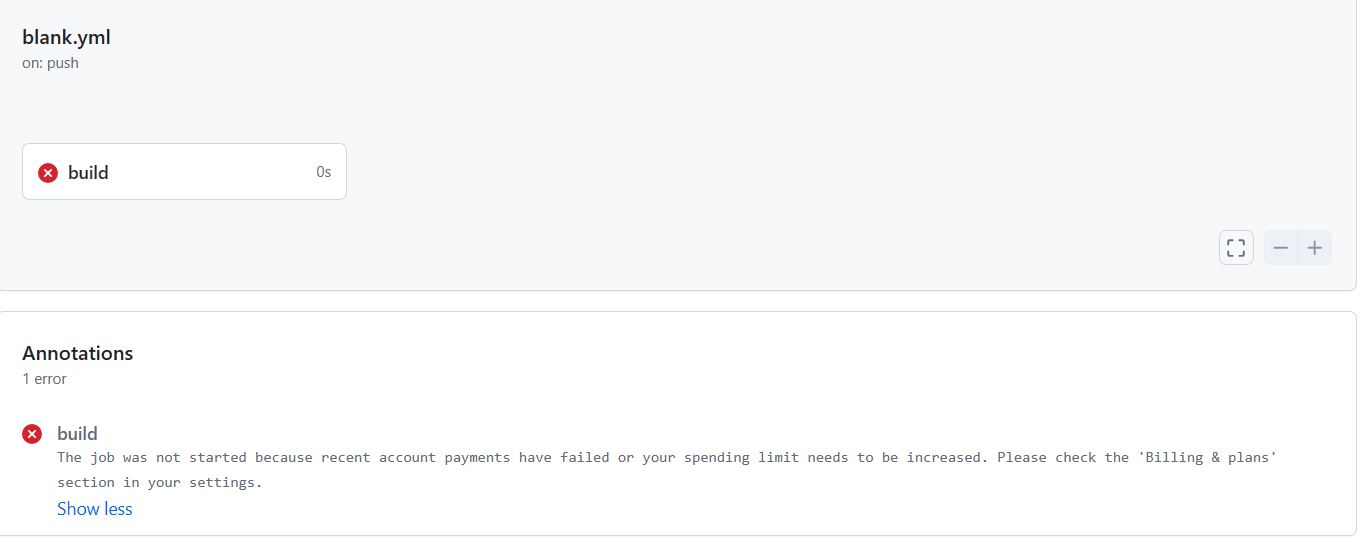 blank.yml
on: push
build 0s
Annotations
1 error
build
The job was not started because recent account payments have failed or your spending limit needs to be increased. Please check the 'Billing & plans'
section in your settings.
Show less